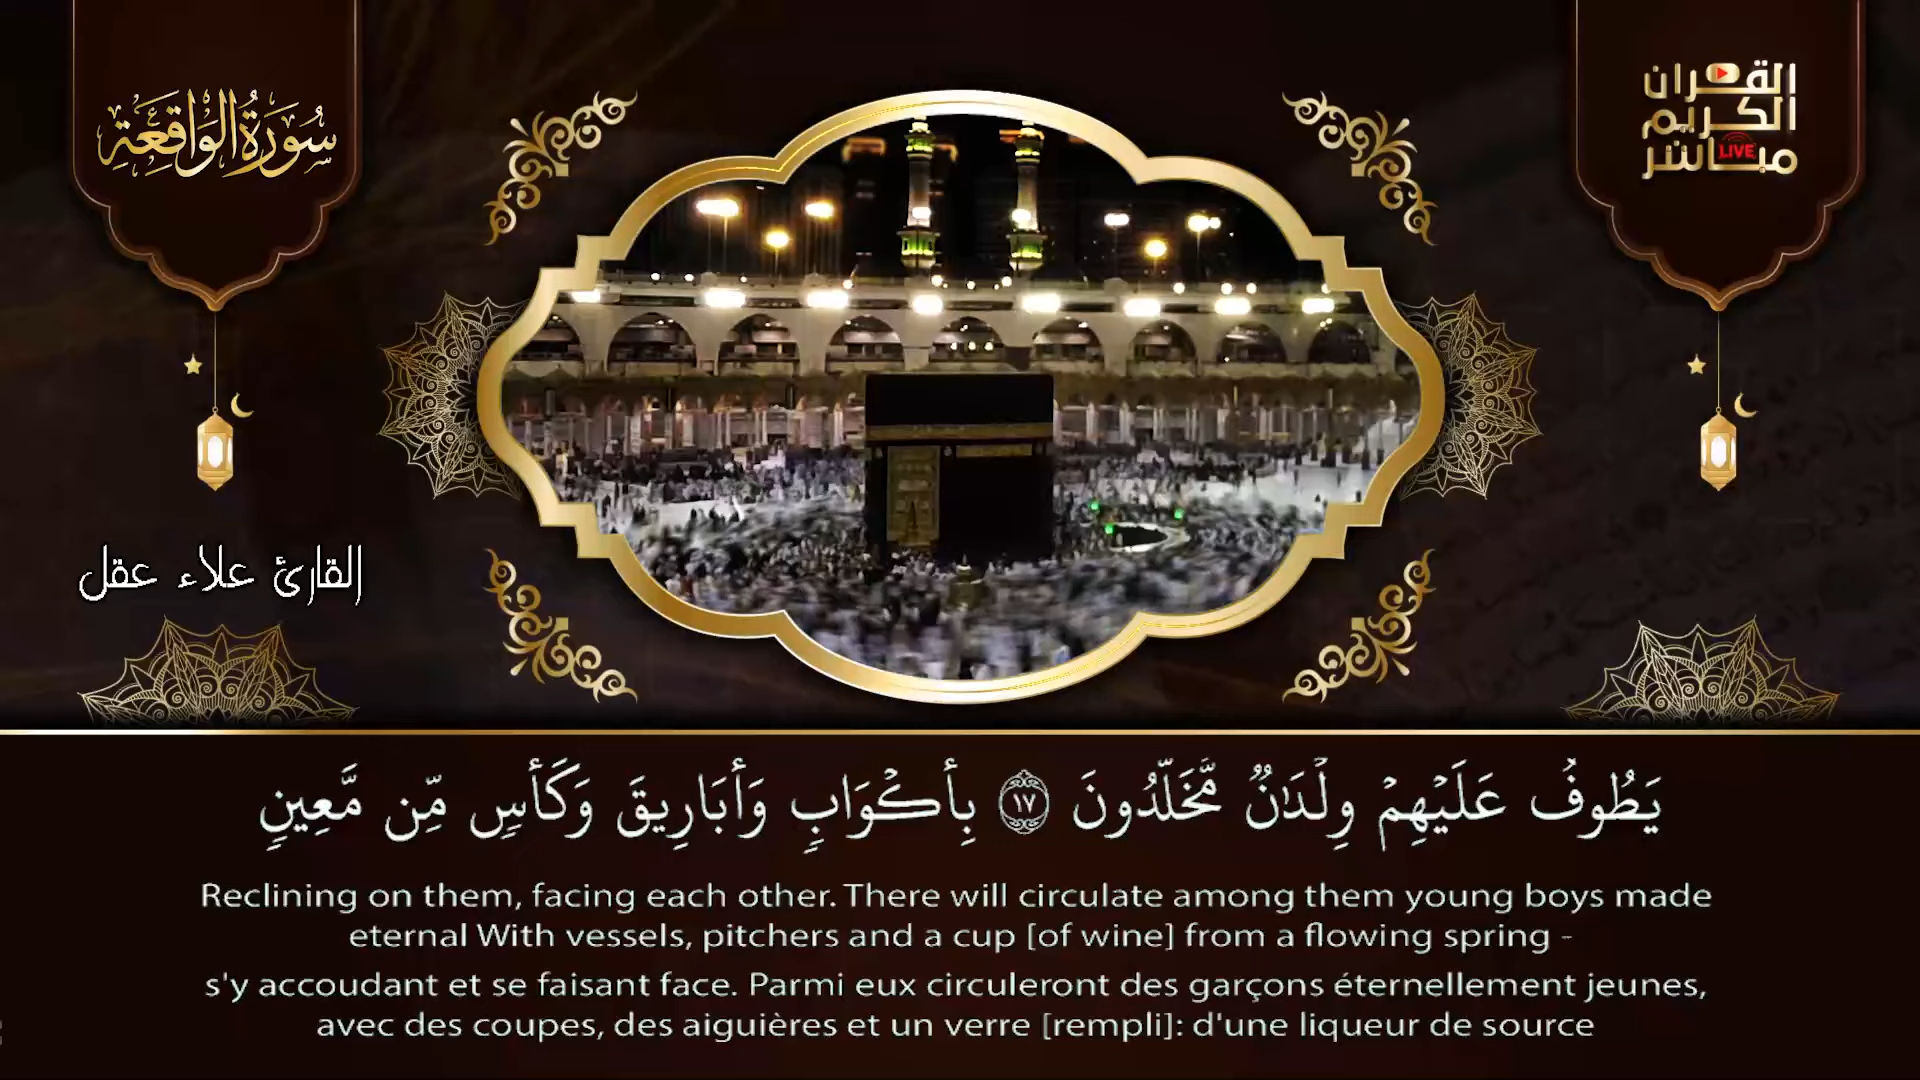 سُورَةُ الوَاقِعَة
القرآن
الكريم
مباشر
LIVE
القارئ علاء عقل
يَطُوفُ عَلَيْهِمْ وِلْدَٰنٌ مُّخَلَّدُونَ ١٧ بِأَكْوَابٍ وَأَبَارِيقَ وَكَأْسٍ مِّن مَّعِينٍ
Reclining on them, facing each other. There will circulate among them young boys made
eternal With vessels, pitchers and a cup [of wine] from a flowing spring -
s'y accoudant et se faisant face. Parmi eux circuleront des garçons éternellement jeunes,
avec des coupes, des aiguières et un verre [rempli]: d'une liqueur de source